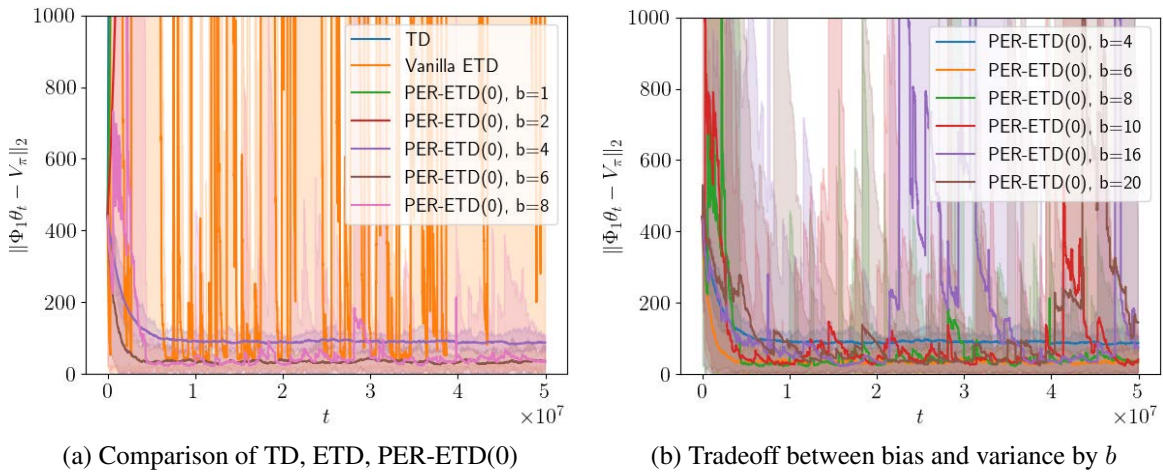 1000
800
600
400
200
0
‖Φ₁θₜ − V_π‖₂
TD
Vanilla ETD
PER-ETD(0), b=1
PER-ETD(0), b=2
PER-ETD(0), b=4
PER-ETD(0), b=6
PER-ETD(0), b=8
0 1 2 3 4 5
t
×10⁷
(a) Comparison of TD, ETD, PER-ETD(0)
1000
800
600
400
200
0
‖Φ₁θₜ − V_π‖₂
PER-ETD(0), b=4
PER-ETD(0), b=6
PER-ETD(0), b=8
PER-ETD(0), b=10
PER-ETD(0), b=16
PER-ETD(0), b=20
0 1 2 3 4 5
t
×10⁷
(b) Tradeoff between bias and variance by b